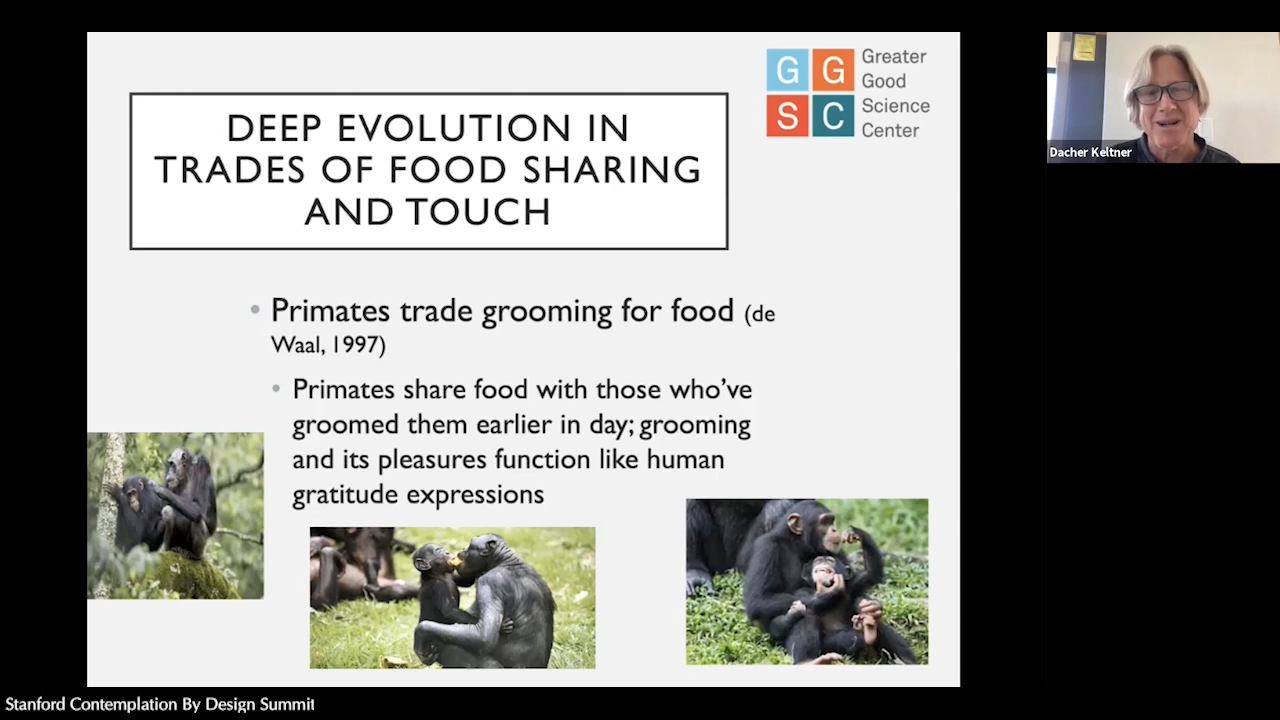 DEEP EVOLUTION IN
TRADES OF FOOD SHARING
AND TOUCH
G G
S C
Greater
Good
Science
Center
• Primates trade grooming for food (de
Waal, 1997)
• Primates share food with those who’ve
groomed them earlier in day; grooming
and its pleasures function like human
gratitude expressions
Dacher Keltner
Stanford Contemplation By Design Summit